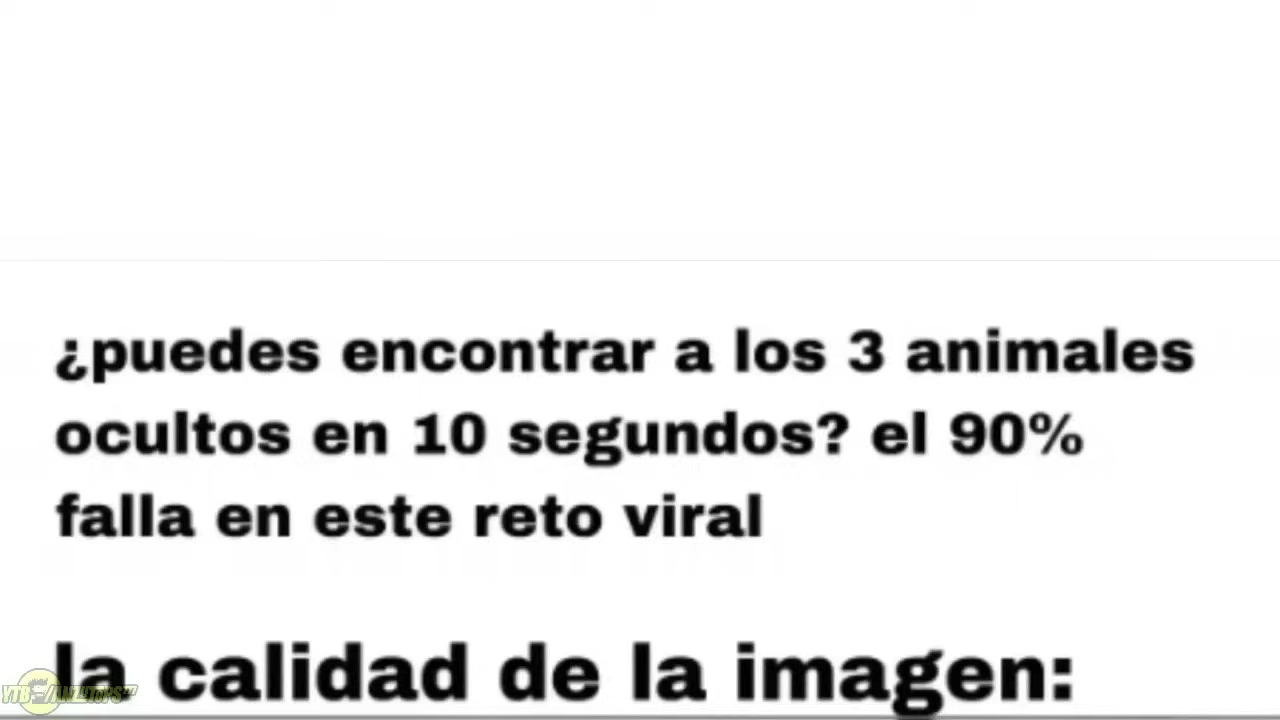 ¿puedes encontrar a los 3 animales
ocultos en 10 segundos? el 90%
falla en este reto viral
la calidad de la imagen: